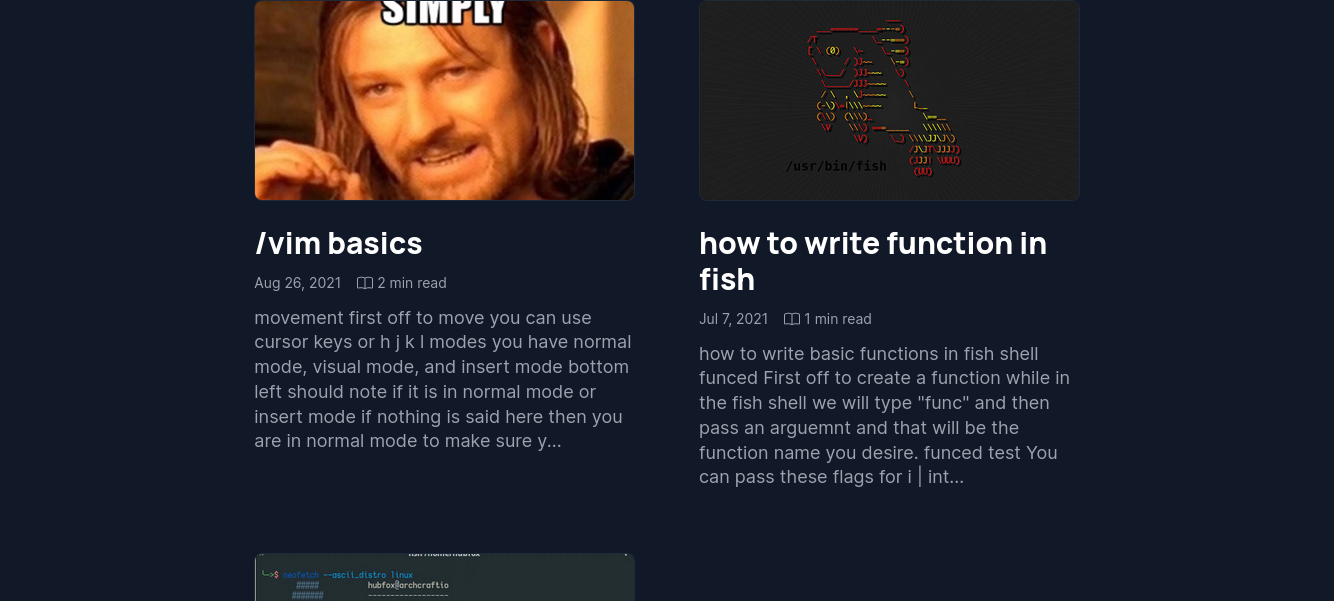 SIMPLY
/usr/bin/fish
/vim basics
Aug 26, 2021 2 min read
movement first off to move you can use
cursor keys or h j k l modes you have normal
mode, visual mode, and insert mode bottom
left should note if it is in normal mode or
insert mode if nothing is said here then you
are in normal mode to make sure y...
how to write function in
fish
Jul 7, 2021 1 min read
how to write basic functions in fish shell
funced First off to create a function while in
the fish shell we will type "func" and then
pass an arguemnt and that will be the
function name you desire. funced test You
can pass these flags for i | int...
neofetch --ascii_distro linux
hubfox@archcraftio